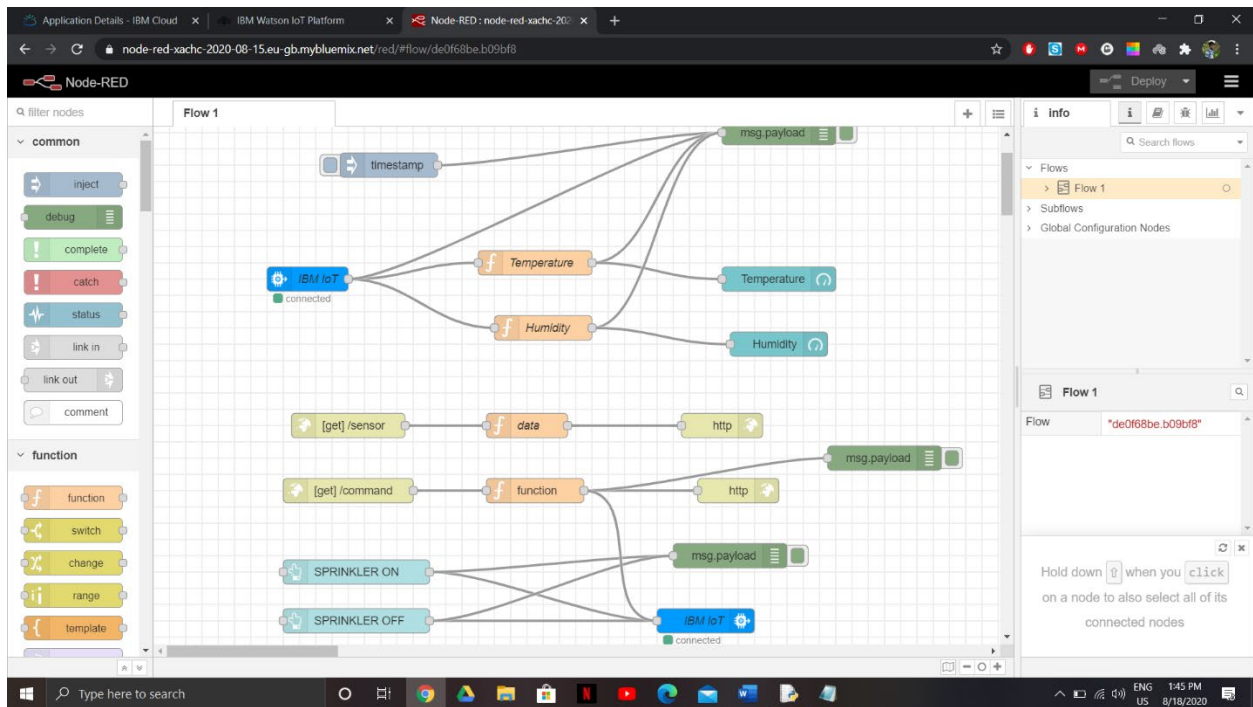 Application Details - IBM Cloud
IBM Watson IoT Platform
Node-RED : node-red-xachc-202
node-red-xachc-2020-08-15.eu-gb.mybluemix.net/red/#flow/de0f68be.b09bf8
Node-RED
Deploy
filter nodes
common
inject
debug
complete
catch
status
link in
link out
comment
function
function
switch
change
range
template
Flow 1
msg.payload
timestamp
IBM IoT
connected
Temperature
Temperature
Humidity
Humidity
[get] /sensor
data
http
msg.payload
[get] /command
function
http
msg.payload
SPRINKLER ON
SPRINKLER OFF
IBM IoT
connected
i info
Search flows
Flows
Flow 1
Subflows
Global Configuration Nodes
Flow 1
Flow "de0f68be.b09bf8"
Hold down ⇧ when you click
on a node to also select all of its
connected nodes
Type here to search
ENG 1:45 PM
US 8/18/2020